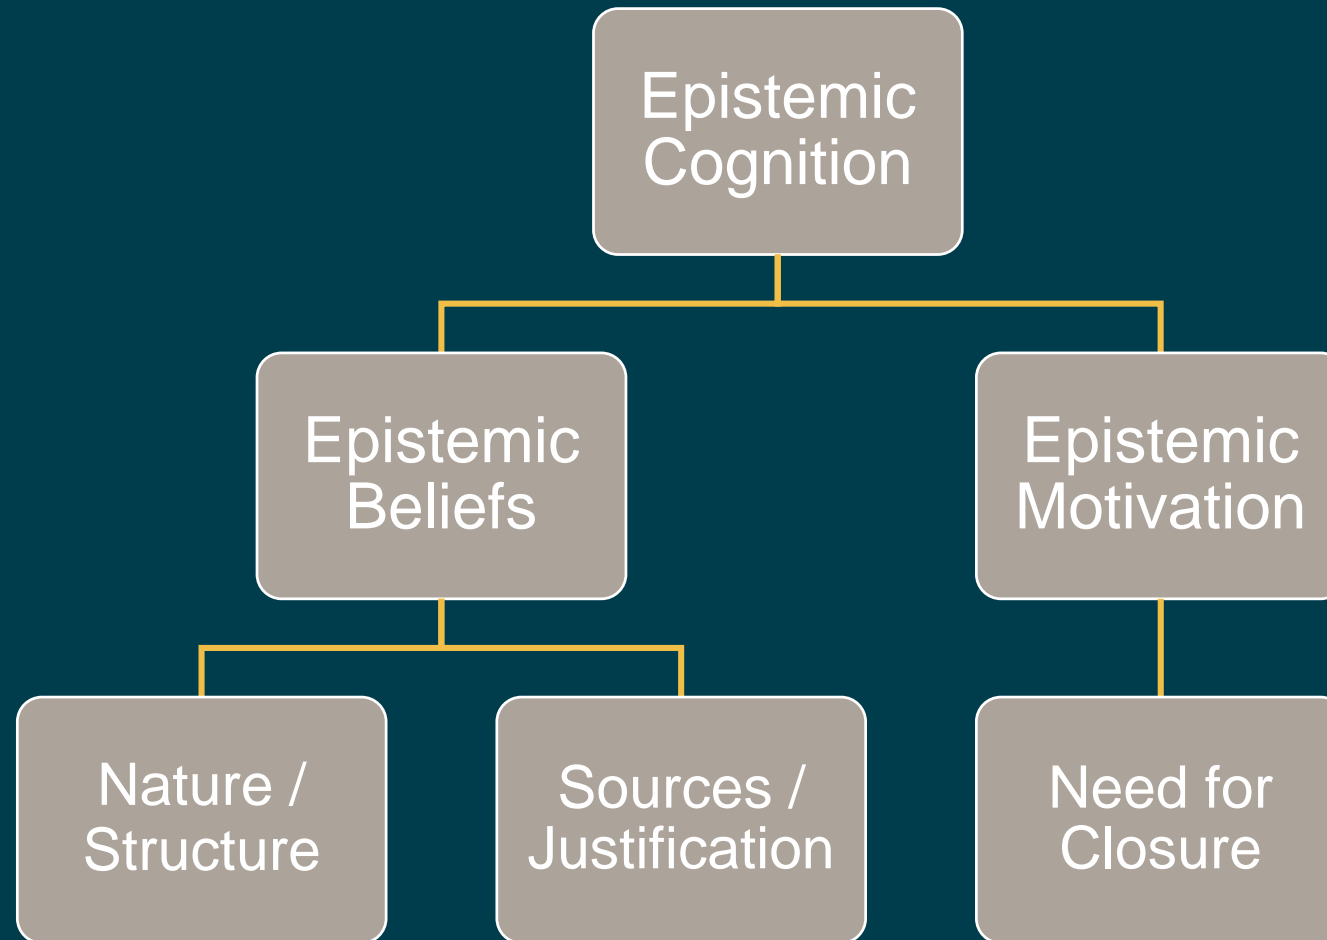 Epistemic
Cognition
Epistemic
Beliefs
Epistemic
Motivation
Nature /
Structure
Sources /
Justification
Need for
Closure